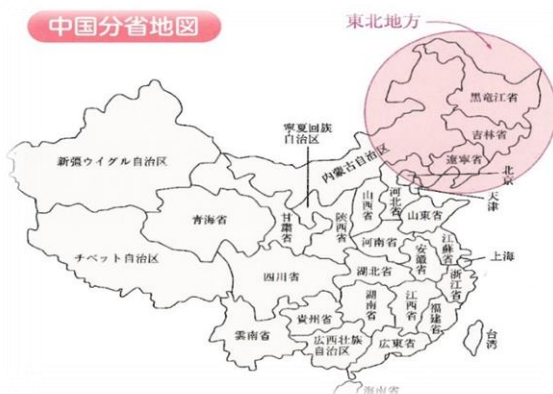 中国分省地図
東北地方
黒竜江省
吉林省
遼寧省
寧夏回族
自治区
内蒙古自治区
北京
天津
新張ウイグル自治区
山西省
河北省
山東省
青海省
甘粛省
陝西省
河南省
江蘇省
安徽省
上海
チベット自治区
四川省
湖北省
浙江省
湖南省
江西省
福建省
貴州省
雲南省
広西壮族
自治区
広東省
台湾
海南省